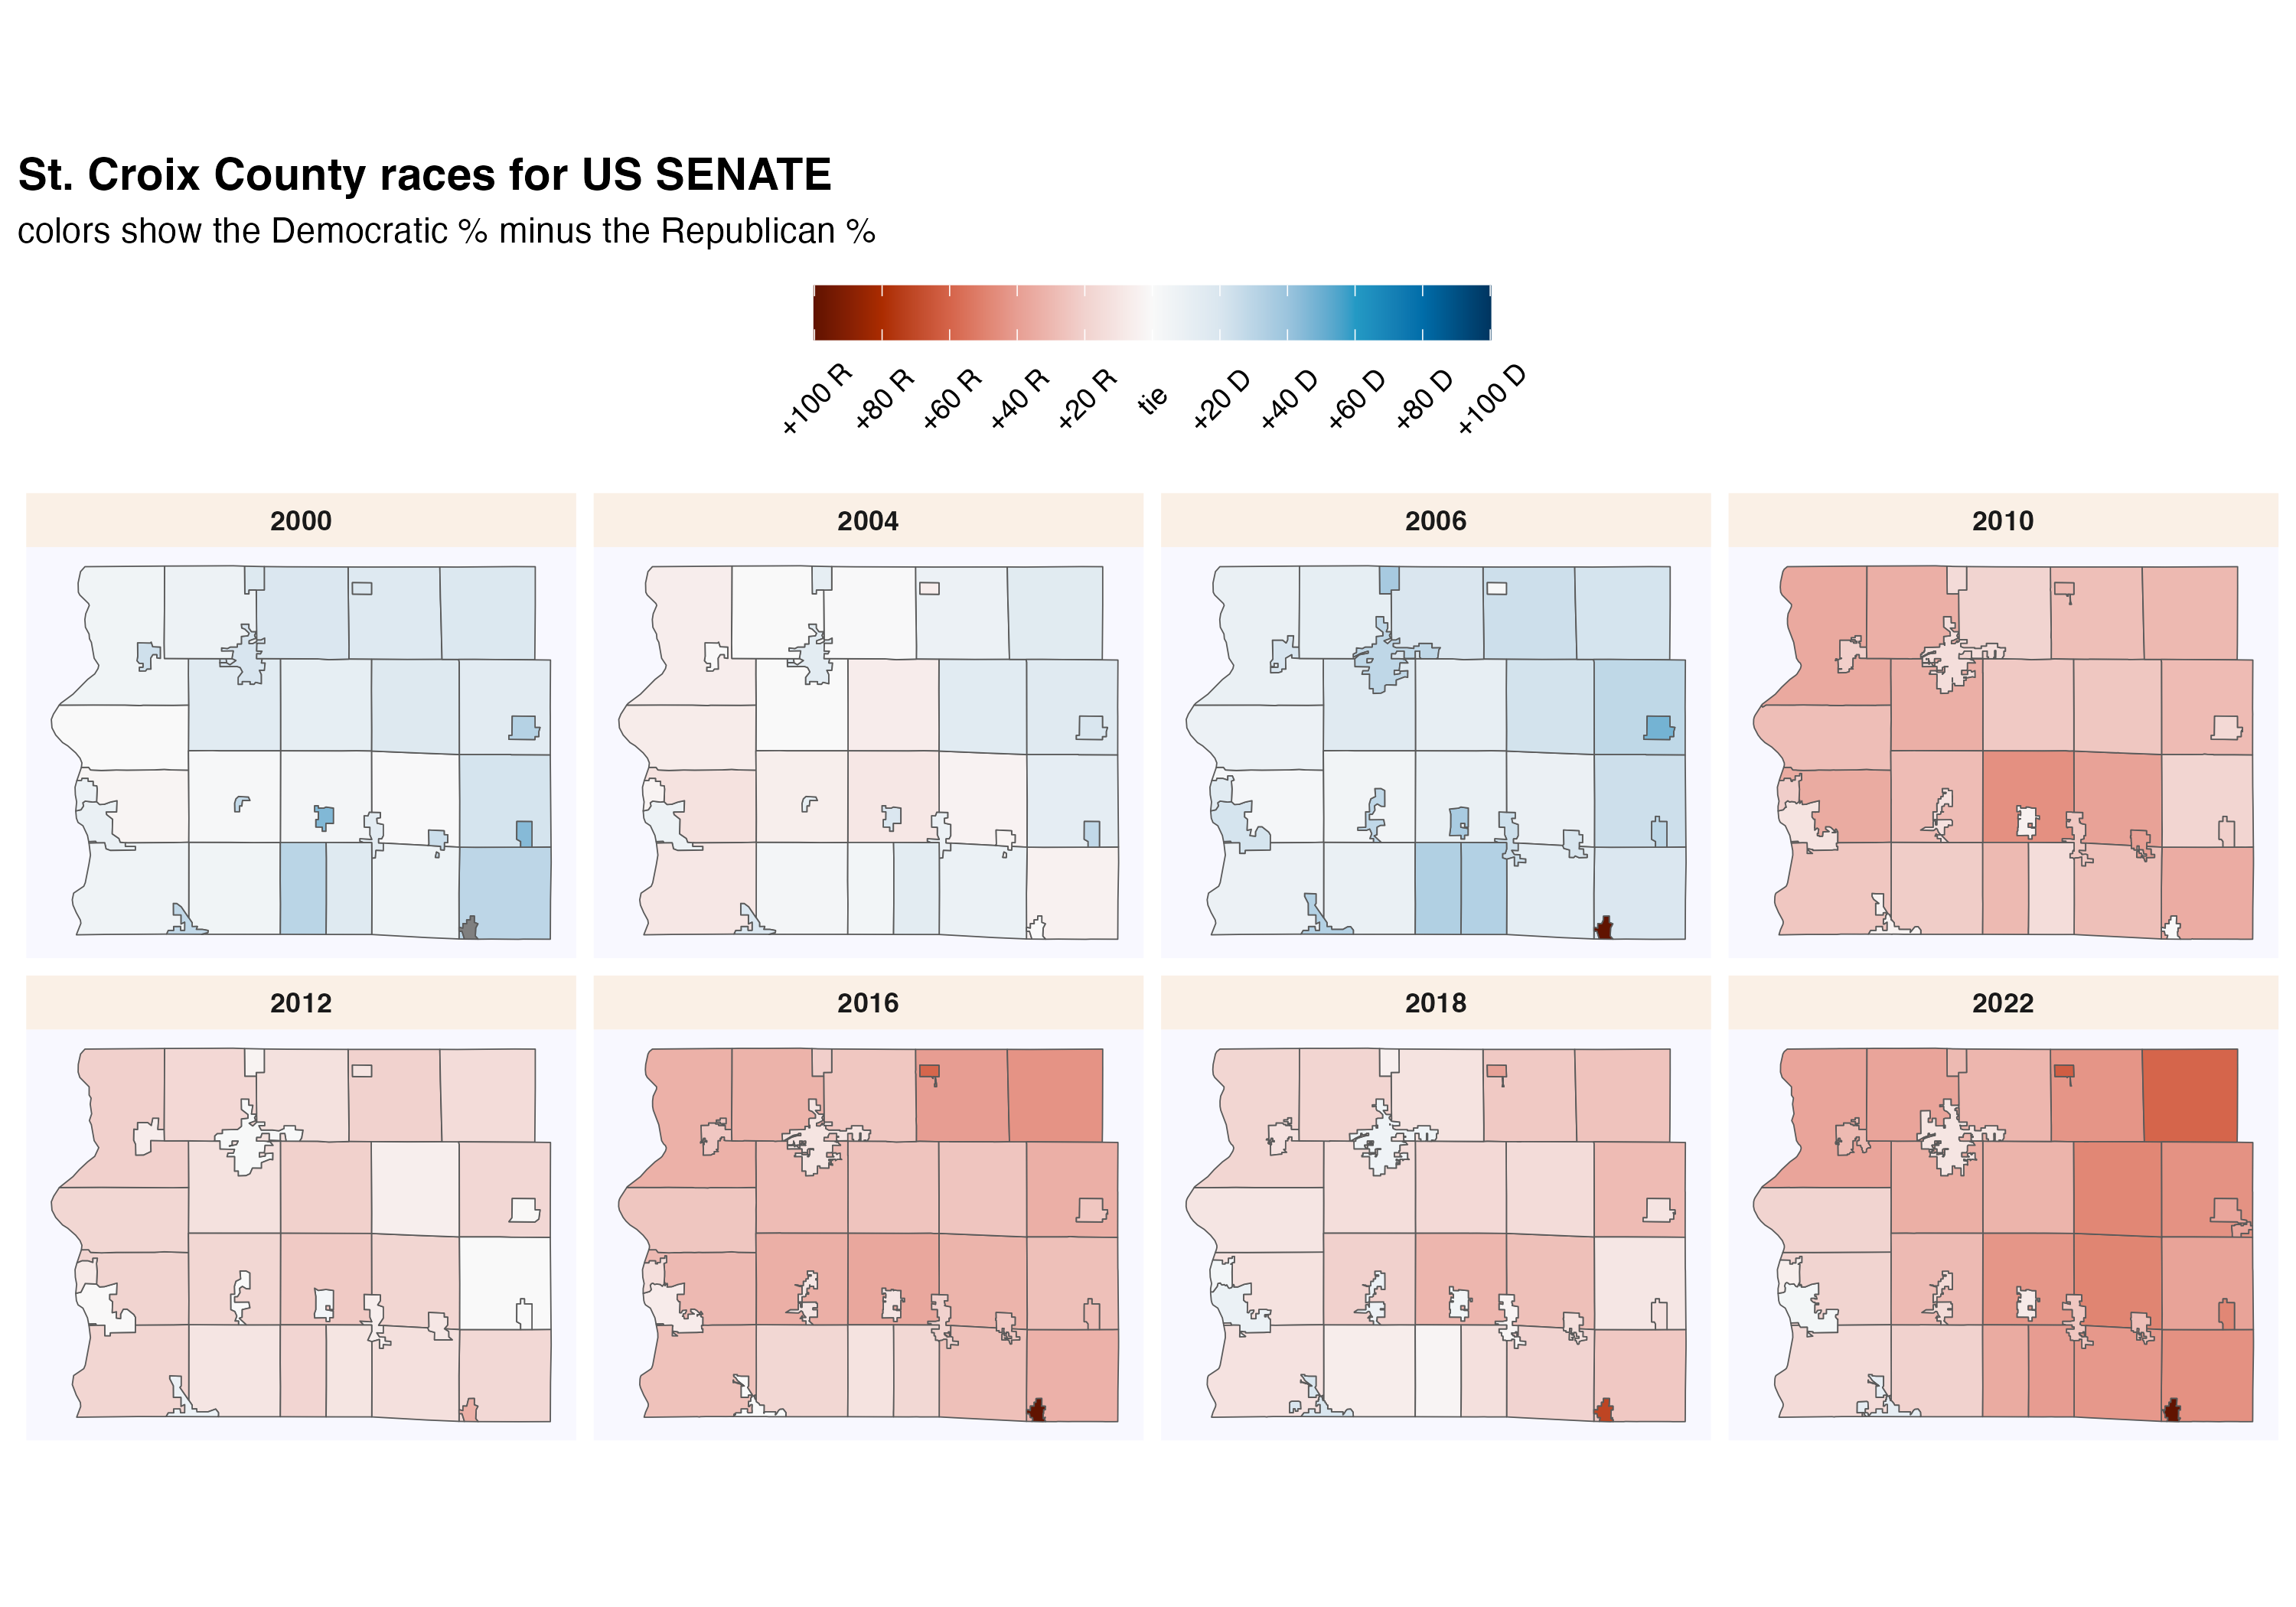 St. Croix County races for US SENATE
colors show the Democratic % minus the Republican %
+100 R
+80 R
+60 R
+40 R
+20 R
tie
+20 D
+40 D
+60 D
+80 D
+100 D
2000
2004
2006
2010
2012
2016
2018
2022